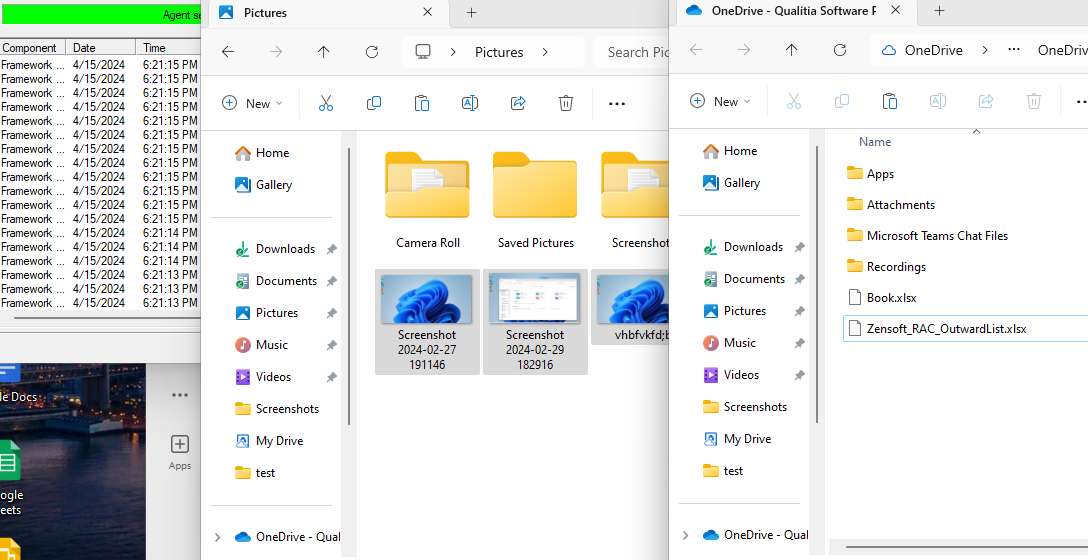 Agent se
Component Date Time
Framework ... 4/15/2024 6:21:15 PM
Framework ... 4/15/2024 6:21:15 PM
Framework ... 4/15/2024 6:21:15 PM
Framework ... 4/15/2024 6:21:15 PM
Framework ... 4/15/2024 6:21:15 PM
Framework ... 4/15/2024 6:21:15 PM
Framework ... 4/15/2024 6:21:15 PM
Framework ... 4/15/2024 6:21:15 PM
Framework ... 4/15/2024 6:21:15 PM
Framework ... 4/15/2024 6:21:15 PM
Framework ... 4/15/2024 6:21:15 PM
Framework ... 4/15/2024 6:21:15 PM
Framework ... 4/15/2024 6:21:14 PM
Framework ... 4/15/2024 6:21:14 PM
Framework ... 4/15/2024 6:21:14 PM
Framework ... 4/15/2024 6:21:13 PM
Framework ... 4/15/2024 6:21:13 PM
Framework ... 4/15/2024 6:21:13 PM
le Docs
ogle
eets
Apps
Pictures
Pictures
Search Pic
New
Home
Gallery
Downloads
Documents
Pictures
Music
Videos
Screenshots
My Drive
test
OneDrive - Qual
Camera Roll
Saved Pictures
Screenshot
Screenshot
2024-02-27
191146
Screenshot
2024-02-29
182916
vhbfvkfd;b
OneDrive - Qualitia Software P
OneDrive ... OneDriv
New
Home
Gallery
Downloads
Documents
Pictures
Music
Videos
Screenshots
My Drive
test
OneDrive - Qual
Name
Apps
Attachments
Microsoft Teams Chat Files
Recordings
Book.xlsx
Zensoft_RAC_OutwardList.xlsx